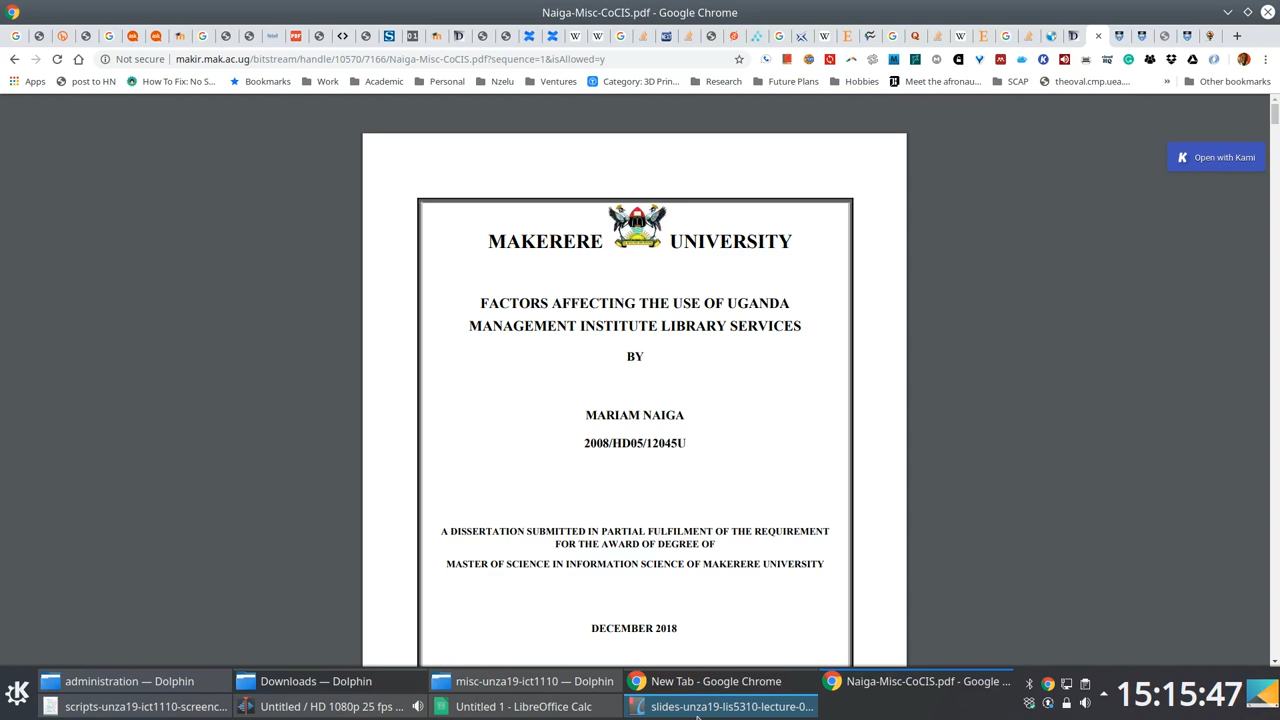 Naiga-Misc-CoCIS.pdf - Google Chrome
Not secure | makir.mak.ac.ug/bitstream/handle/10570/7166/Naiga-Misc-CoCIS.pdf?sequence=1&isAllowed=y
Apps post to HN How To Fix No S... Bookmarks Work Academic Personal Nzelu Ventures Category: 3D Prin... Research Future Plans Hobbies Meet the afronau... SCAP theoval.cmp.uea.... » Other bookmarks
Open with Kami
MAKERERE UNIVERSITY
FACTORS AFFECTING THE USE OF UGANDA
MANAGEMENT INSTITUTE LIBRARY SERVICES
BY
MARIAM NAIGA
2008/HD05/12045U
A DISSERTATION SUBMITTED IN PARTIAL FULFILMENT OF THE REQUIREMENT
FOR THE AWARD OF DEGREE OF
MASTER OF SCIENCE IN INFORMATION SCIENCE OF MAKERERE UNIVERSITY
DECEMBER 2018
administration — Dolphin Downloads — Dolphin misc-unza19-ict1110 — Dolphin New Tab - Google Chrome Naiga-Misc-CoCIS.pdf - Google ...
scripts-unza19-ict1110-screenc... Untitled / HD 1080p 25 fps ... Untitled 1 - LibreOffice Calc slides-unza19-lis5310-lecture-0...
15:15:47